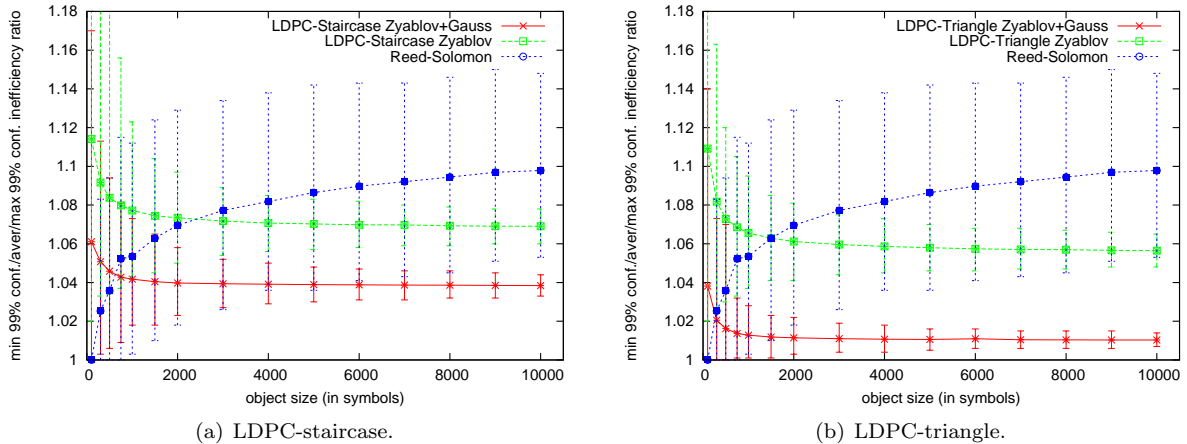 min 99% conf./aver/max 99% conf. inefficiency ratio
1.18
1.16
1.14
1.12
1.1
1.08
1.06
1.04
1.02
1
LDPC-Staircase Zyablov+Gauss
LDPC-Staircase Zyablov
Reed-Solomon
0
2000
4000
6000
8000
10000
object size (in symbols)
(a) LDPC-staircase.
min 99% conf./aver/max 99% conf. inefficiency ratio
1.18
1.16
1.14
1.12
1.1
1.08
1.06
1.04
1.02
1
LDPC-Triangle Zyablov+Gauss
LDPC-Triangle Zyablov
Reed-Solomon
0
2000
4000
6000
8000
10000
object size (in symbols)
(b) LDPC-triangle.